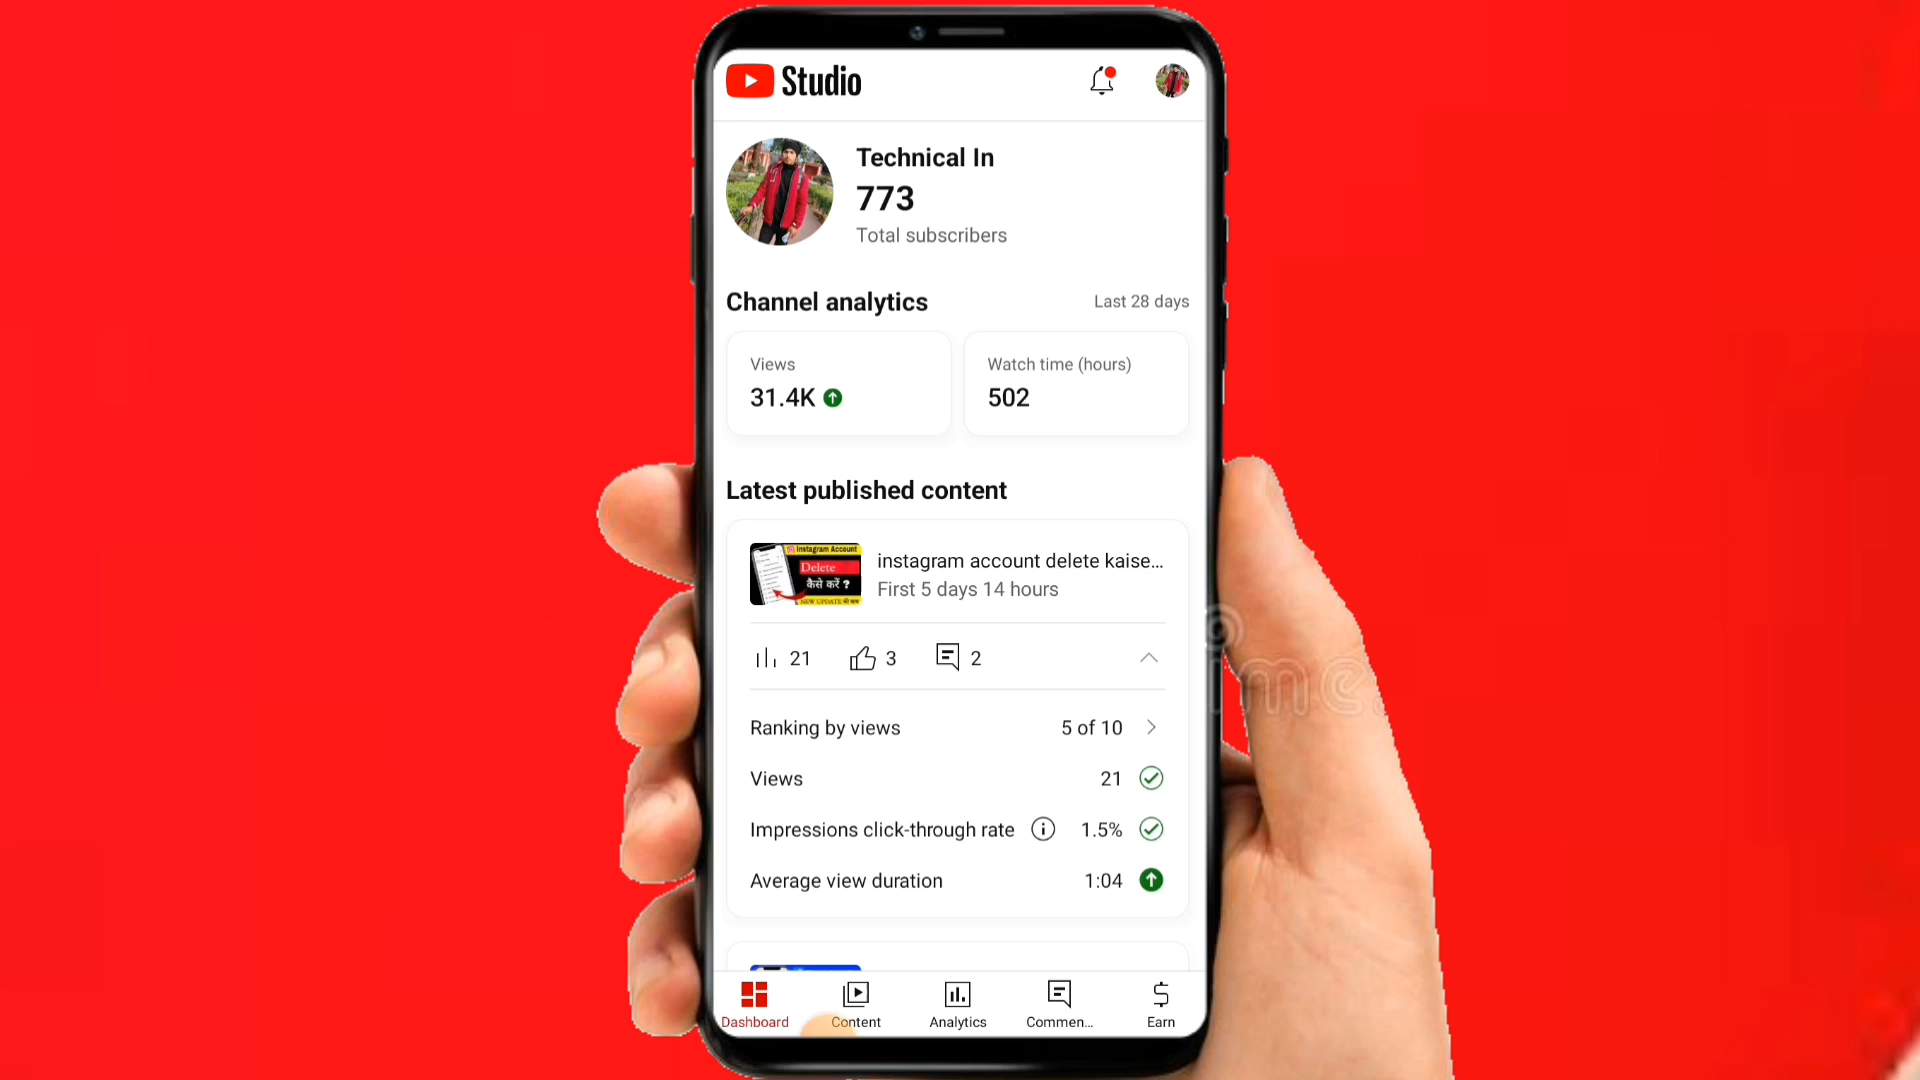 Studio
Technical In
773
Total subscribers
Channel analytics
Last 28 days
Views
31.4K
Watch time (hours)
502
Latest published content
Instagram Account
Delete
कैसे करें ?
instagram account delete kaise...
First 5 days 14 hours
21
3
2
Ranking by views
5 of 10
Views
21
Impressions click-through rate
1.5%
Average view duration
1:04
Dashboard
Content
Analytics
Commen...
Earn